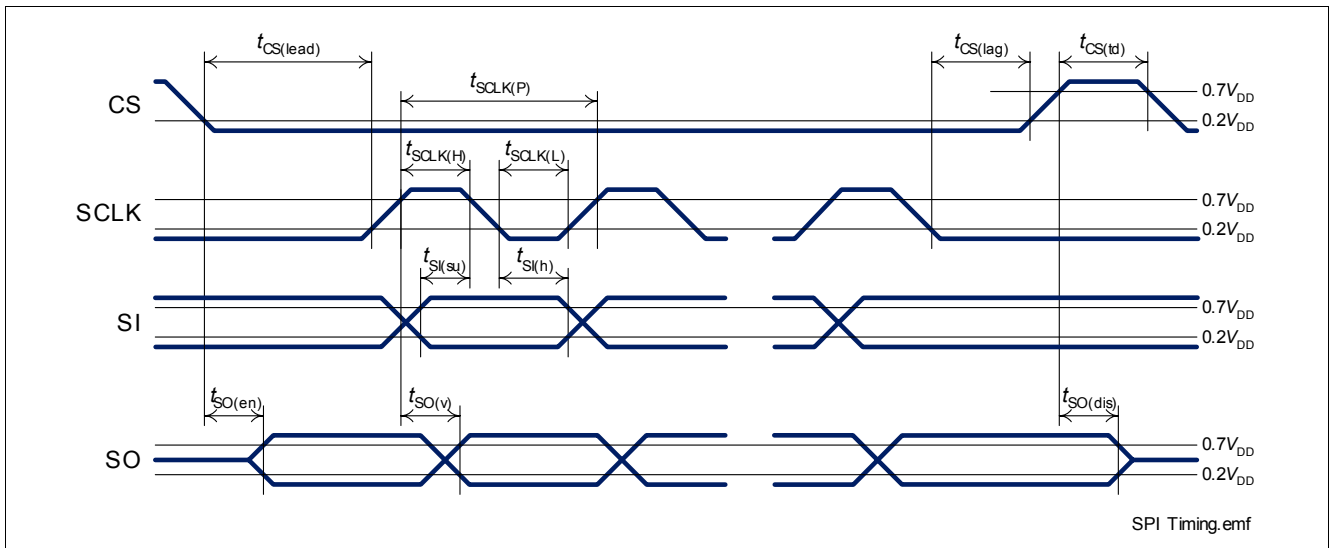 tCS(lead)
tCS(lag)
tCS(td)
tSCLK(P)
CS
0.7VDD
0.2VDD
tSCLK(H)
tSCLK(L)
SCLK
0.7VDD
0.2VDD
tSI(su)
tSI(h)
SI
0.7VDD
0.2VDD
tSO(en)
tSO(v)
tSO(dis)
SO
0.7VDD
0.2VDD
SPI Timing.emf